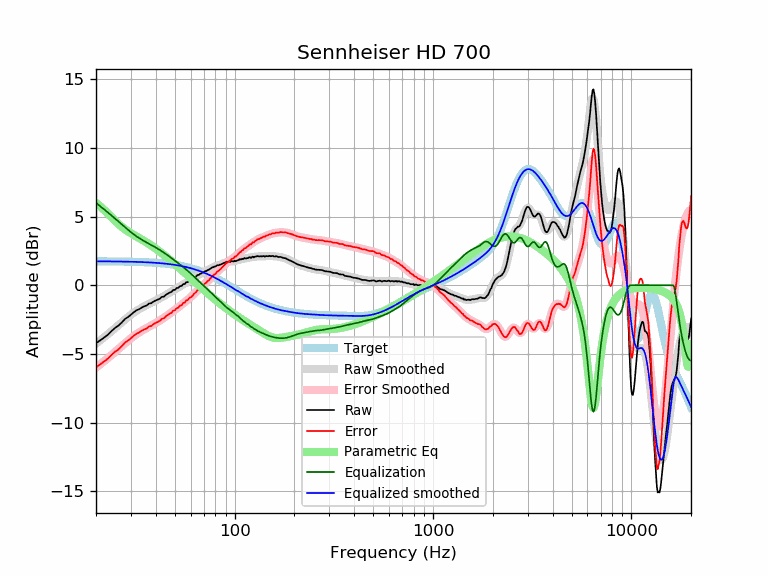 Sennheiser HD 700
15
10
5
0
−5
−10
−15
Amplitude (dBr)
Target
Raw Smoothed
Error Smoothed
Raw
Error
Parametric Eq
Equalization
Equalized smoothed
100
1000
10000
Frequency (Hz)